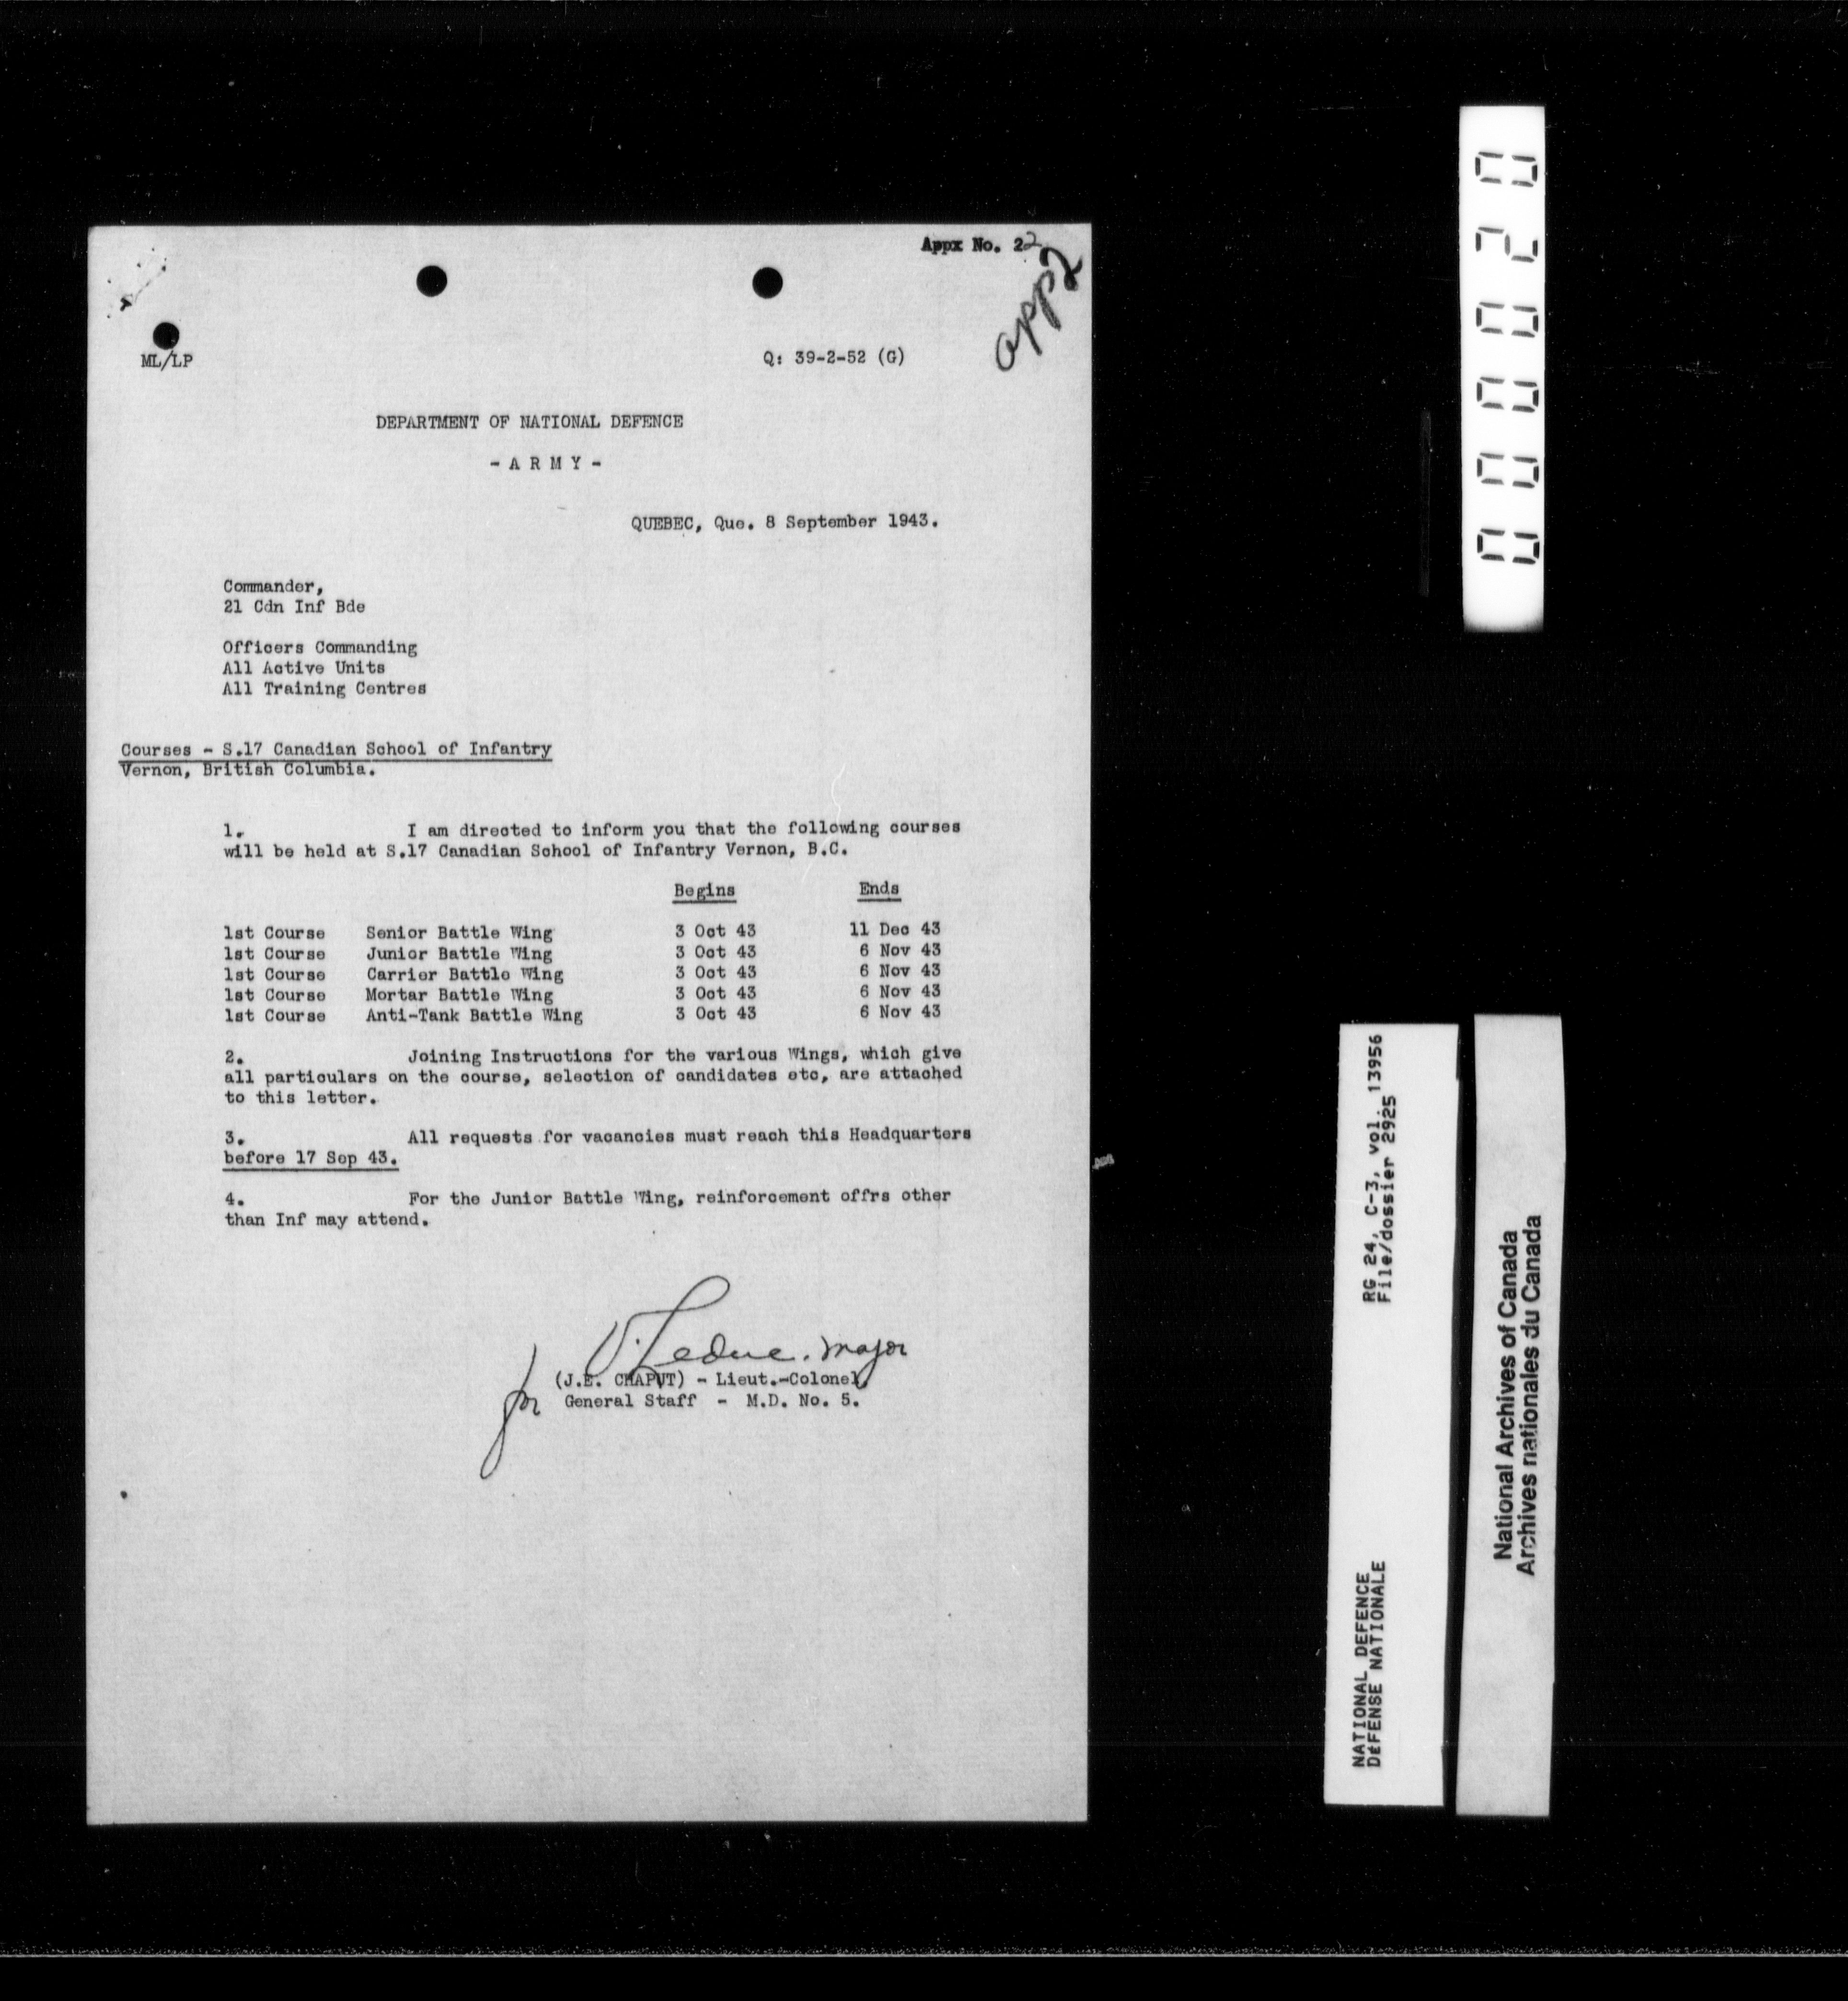 Appx No. 22
app 2
ML/LP
Q: 39-2-52 (G)
DEPARTMENT OF NATIONAL DEFENCE
- A R M Y -
QUEBEC, Que. 8 September 1943.
Commander,
21 Cdn Inf Bde
Officers Commanding
All Active Units
All Training Centres
Courses - S.17 Canadian School of Infantry
Vernon, British Columbia.
1. I am directed to inform you that the following courses
will be held at S.17 Canadian School of Infantry Vernon, B.C.
Begins Ends
1st Course Senior Battle Wing 3 Oct 43 11 Dec 43
1st Course Junior Battle Wing 3 Oct 43 6 Nov 43
1st Course Carrier Battle Wing 3 Oct 43 6 Nov 43
1st Course Mortar Battle Wing 3 Oct 43 6 Nov 43
1st Course Anti-Tank Battle Wing 3 Oct 43 6 Nov 43
2. Joining Instructions for the various Wings, which give
all particulars on the course, selection of candidates etc, are attached
to this letter.
3. All requests for vacancies must reach this Headquarters
before 17 Sep 43.
4. For the Junior Battle Wing, reinforcement offrs other
than Inf may attend.
Leduc. Major
for (J.E. CHAPUT) - Lieut.-Colonel,
General Staff - M.D. No. 5.
000020
RG 24, C-3, vol. 13956
File/dossier 2925
NATIONAL DEFENCE
DÉFENSE NATIONALE
National Archives of Canada
Archives nationales du Canada